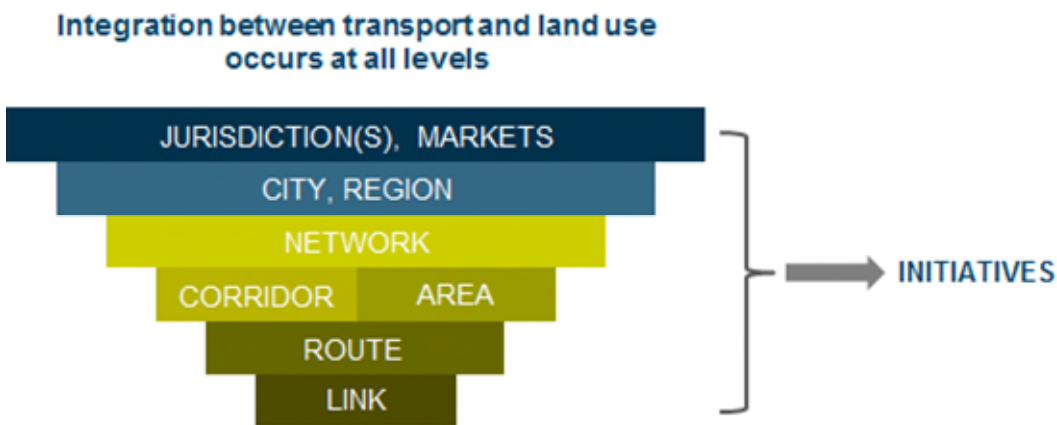 Integration between transport and land use
occurs at all levels
JURISDICTION(S), MARKETS
CITY, REGION
NETWORK
CORRIDOR AREA
ROUTE
LINK
INITIATIVES